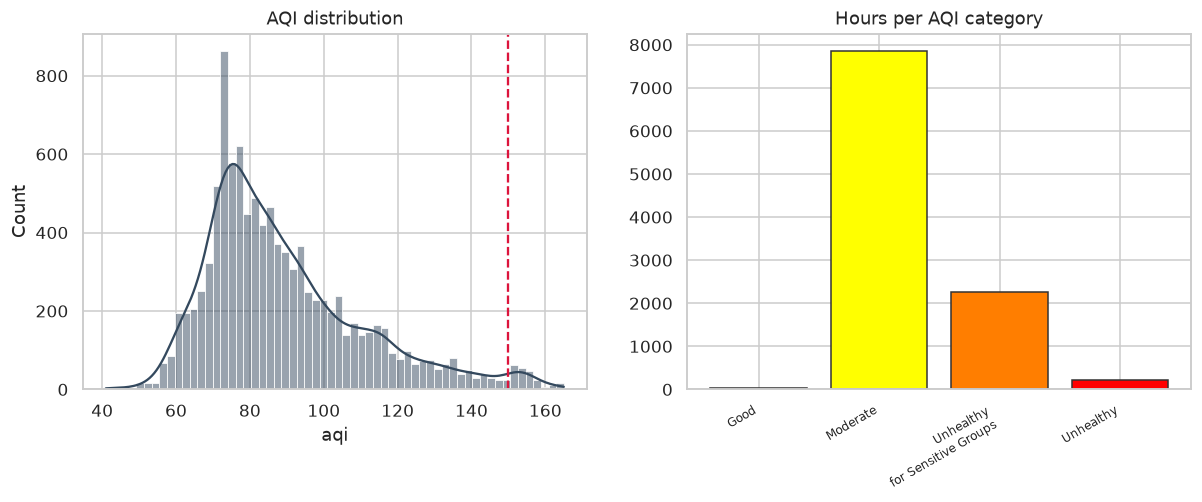 AQI distribution
Count
800
600
400
200
0
40 60 80 100 120 140 160
aqi
Hours per AQI category
8000
7000
6000
5000
4000
3000
2000
1000
0
Good
Moderate
Unhealthy
for Sensitive Groups
Unhealthy